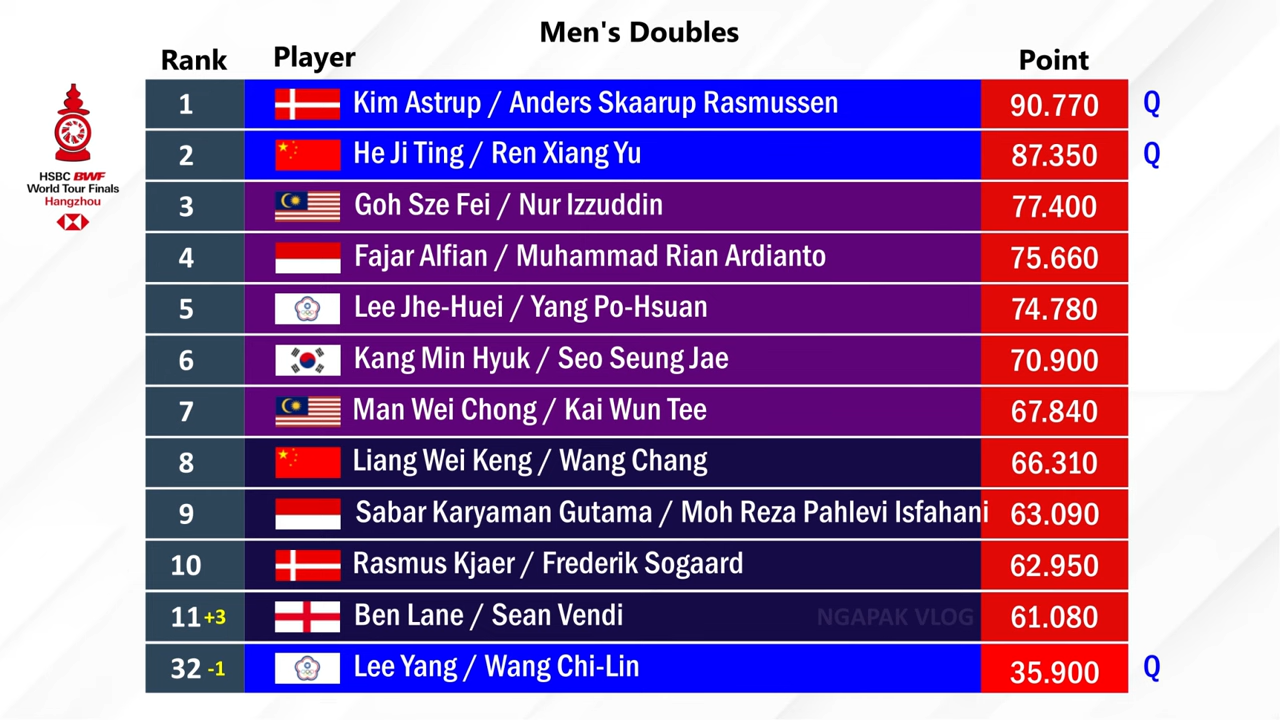 Men's Doubles
Rank Player Point
1 Kim Astrup / Anders Skaarup Rasmussen 90.770 Q
2 He Ji Ting / Ren Xiang Yu 87.350 Q
3 Goh Sze Fei / Nur Izzuddin 77.400
4 Fajar Alfian / Muhammad Rian Ardianto 75.660
5 Lee Jhe-Huei / Yang Po-Hsuan 74.780
6 Kang Min Hyuk / Seo Seung Jae 70.900
7 Man Wei Chong / Kai Wun Tee 67.840
8 Liang Wei Keng / Wang Chang 66.310
9 Sabar Karyaman Gutama / Moh Reza Pahlevi Isfahani 63.090
10 Rasmus Kjaer / Frederik Sogaard 62.950
11 +3 Ben Lane / Sean Vendi NGAPAK VLOG 61.080
32 -1 Lee Yang / Wang Chi-Lin 35.900 Q
HSBC BWF
World Tour Finals
Hangzhou